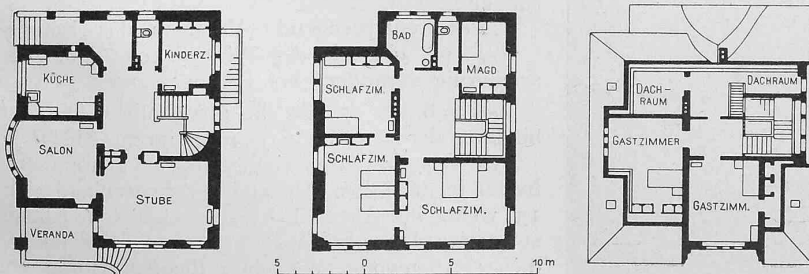 KINDERZ.
KÜCHE
SALON
STUBE
VERANDA
BAD
MAGD
SCHLAFZIM.
SCHLAFZIM.
SCHLAFZIM.
DACH-
RAUM
DACHRAUM
GASTZIMMER
GASTZIMM.
5 0 5 10 m